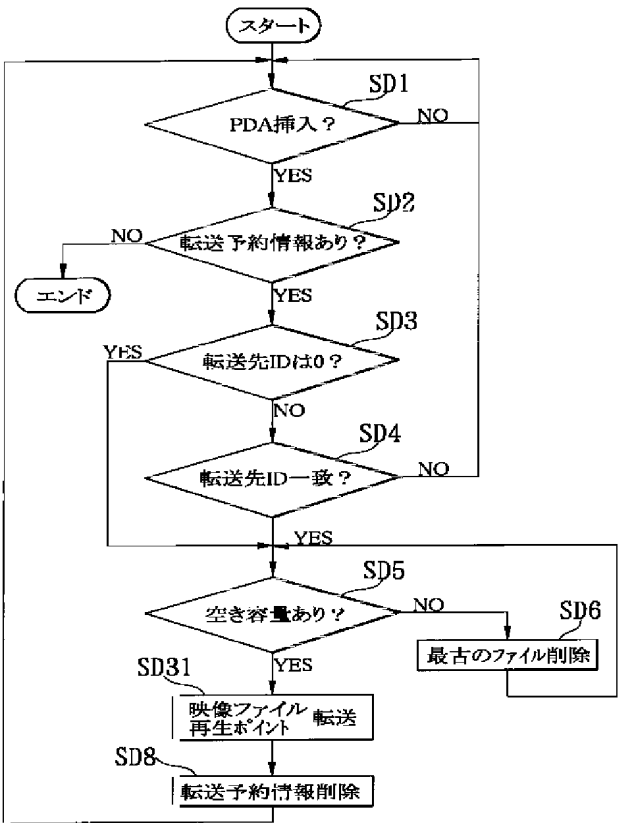 スタート
SD1
PDA挿入？
NO
YES
SD2
転送予約情報あり？
NO
エンド
YES
SD3
転送先IDは0？
YES
NO
SD4
転送先ID一致？
NO
YES
SD5
空き容量あり？
NO
SD6
最古のファイル削除
YES
SD31
映像ファイル
再生ポイント 転送
SD8
転送予約情報削除